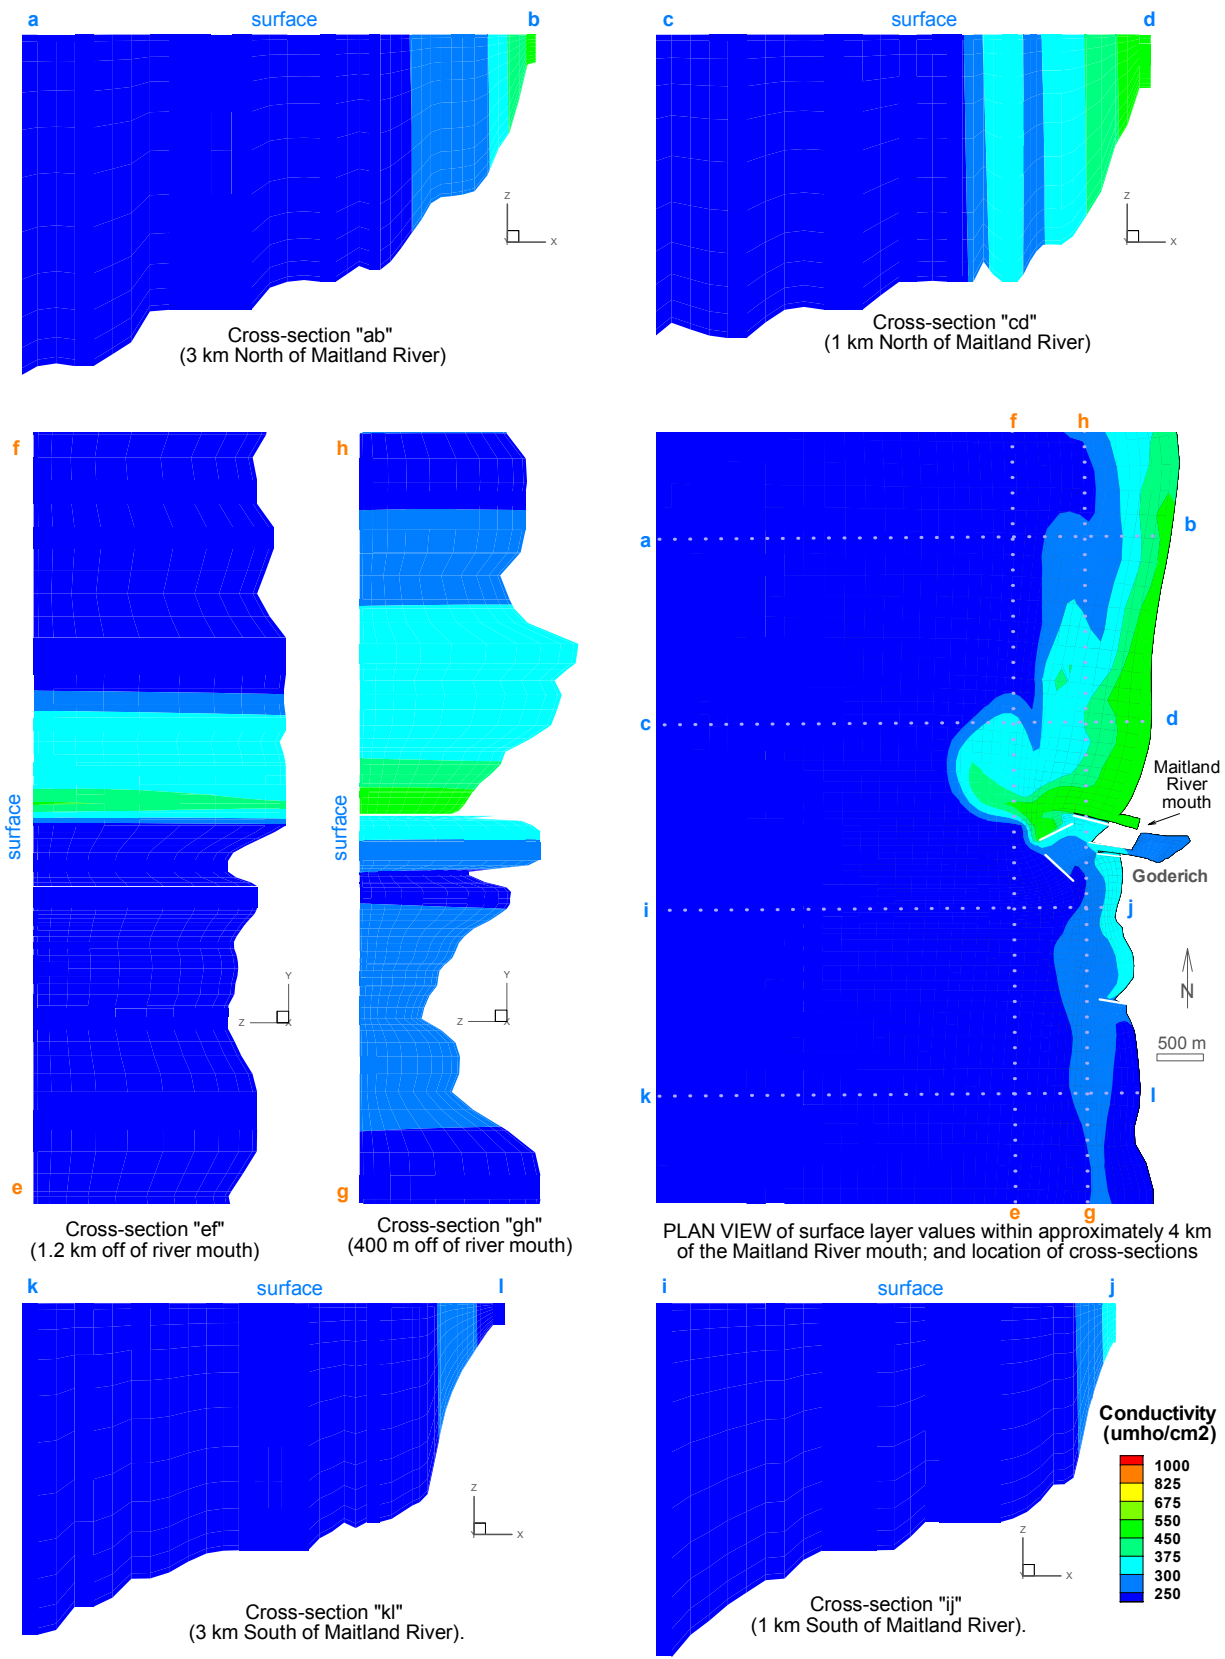 a surface b
c surface d
Z
X
Y
Z
X
Y
Cross-section "ab"
(3 km North of Maitland River)
Cross-section "cd"
(1 km North of Maitland River)
f
h
f h
b
a
c
d
surface
surface
Maitland
River
mouth
Goderich
i
j
Y
Z
X
Y
Z
X
N
500 m
k
l
e
g
e g
Cross-section "ef"
(1.2 km off of river mouth)
Cross-section "gh"
(400 m off of river mouth)
PLAN VIEW of surface layer values within approximately 4 km
of the Maitland River mouth; and location of cross-sections
k surface l
i surface j
Z
X
Y
Z
X
Y
Conductivity
(umho/cm2)
1000
825
675
550
450
375
300
250
Cross-section "kl"
(3 km South of Maitland River).
Cross-section "ij"
(1 km South of Maitland River).